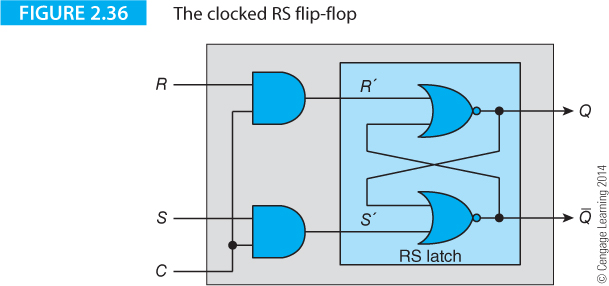 FIGURE 2.36 The clocked RS flip-flop
R
R´
Q
S
S´
Q̅
RS latch
C
© Cengage Learning 2014